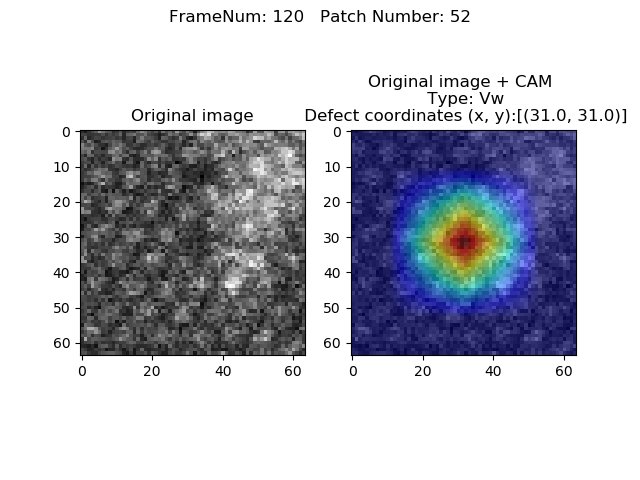 FrameNum: 120   Patch Number: 52
Original image
Original image + CAM
Type: Vw
Defect coordinates (x, y):[(31.0, 31.0)]
0
10
20
30
40
50
60
0 20 40 60
0
10
20
30
40
50
60
0 20 40 60